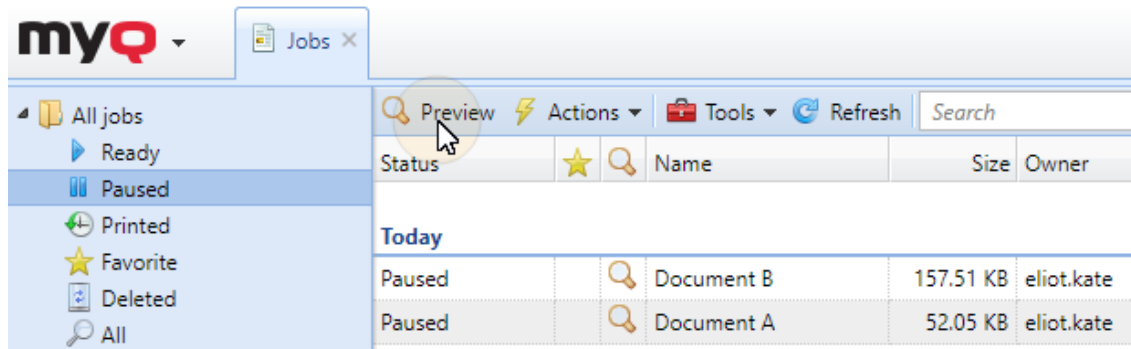 myQ
Jobs
All jobs
Ready
Paused
Printed
Favorite
Deleted
All
Preview Actions Tools Refresh Search
Status Name Size Owner
Today
Paused Document B 157.51 KB eliot.kate
Paused Document A 52.05 KB eliot.kate